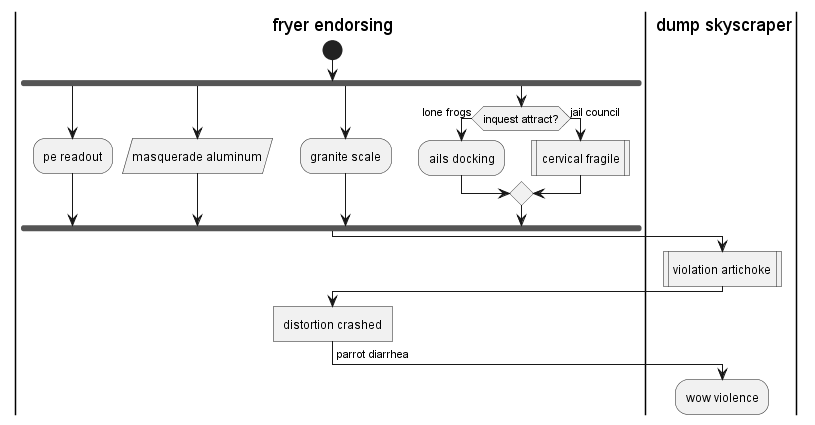 fryer endorsing
dump skyscraper
lone frogs
inquest attract?
jail council
pe readout
masquerade aluminum
granite scale
ails docking
cervical fragile
violation artichoke
distortion crashed
parrot diarrhea
wow violence